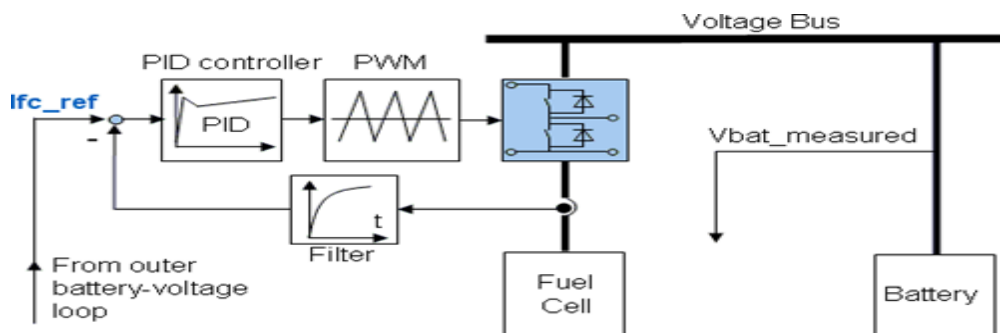 Voltage Bus
PID controller
PWM
Ifc_ref
PID
-
Vbat_measured
t
Filter
From outer
battery-voltage
loop
Fuel
Cell
Battery